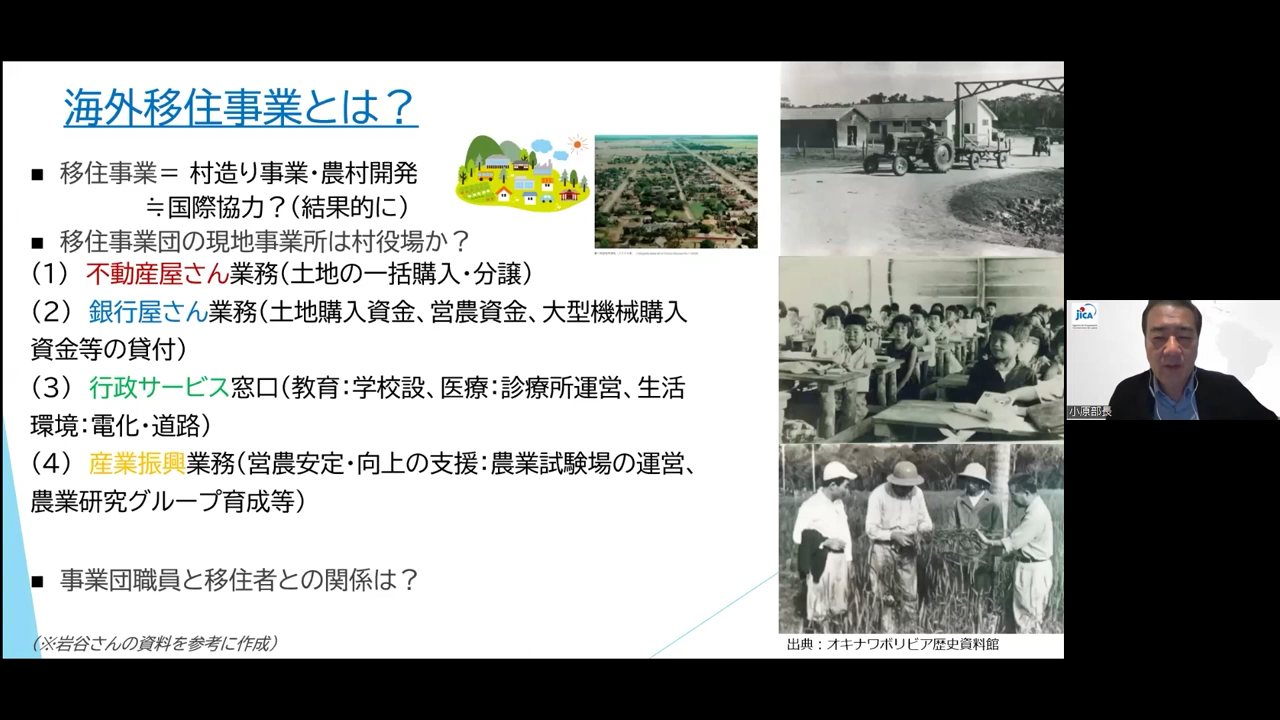 海外移住事業とは？
■ 移住事業＝ 村造り事業・農村開発
≒国際協力？（結果的に）
■ 移住事業団の現地事業所は村役場か？
（1） 不動産屋さん業務（土地の一括購入・分譲）
（2） 銀行屋さん業務（土地購入資金、営農資金、大型機械購入
資金等の貸付）
（3） 行政サービス窓口（教育：学校設、医療：診療所運営、生活
環境：電化・道路）
（4） 産業振興業務（営農安定・向上の支援：農業試験場の運営、
農業研究グループ育成等）
■ 事業団職員と移住者との関係は？
（※岩谷さんの資料を参考に作成）
出典：オキナワボリビア歴史資料館
JICA
小原部長